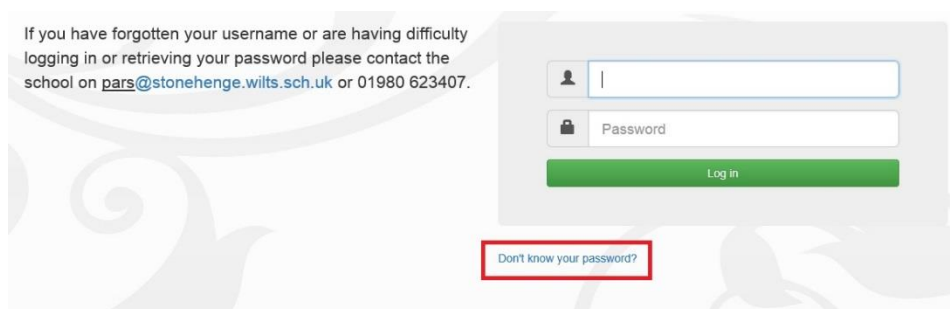 If you have forgotten your username or are having difficulty
logging in or retrieving your password please contact the
school on pars@stonehenge.wilts.sch.uk or 01980 623407.
Password
Log in
Don't know your password?